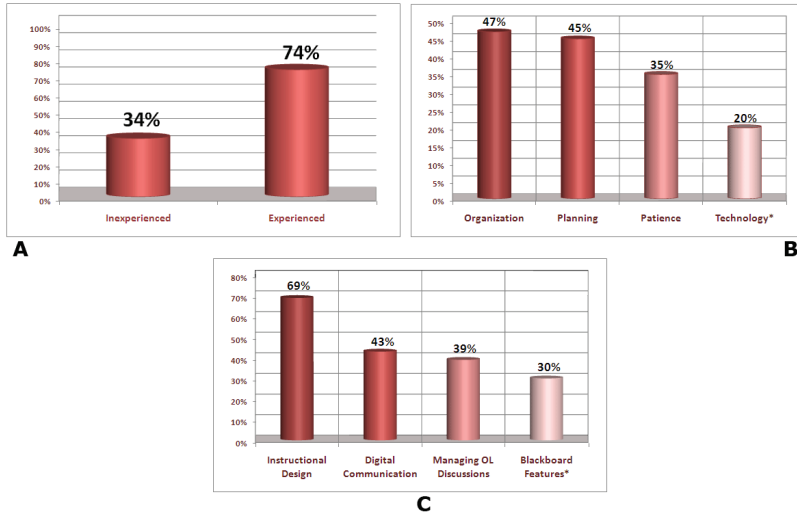 100%
90%
80%
70%
60%
50%
40%
30%
20%
10%
0%
34%
74%
Inexperienced
Experienced
A
50%
45%
40%
35%
30%
25%
20%
15%
10%
5%
0%
47%
45%
35%
20%
Organization
Planning
Patience
Technology*
B
80%
70%
60%
50%
40%
30%
20%
10%
0%
69%
43%
39%
30%
Instructional
Design
Digital
Communication
Managing OL
Discussions
Blackboard
Features*
C